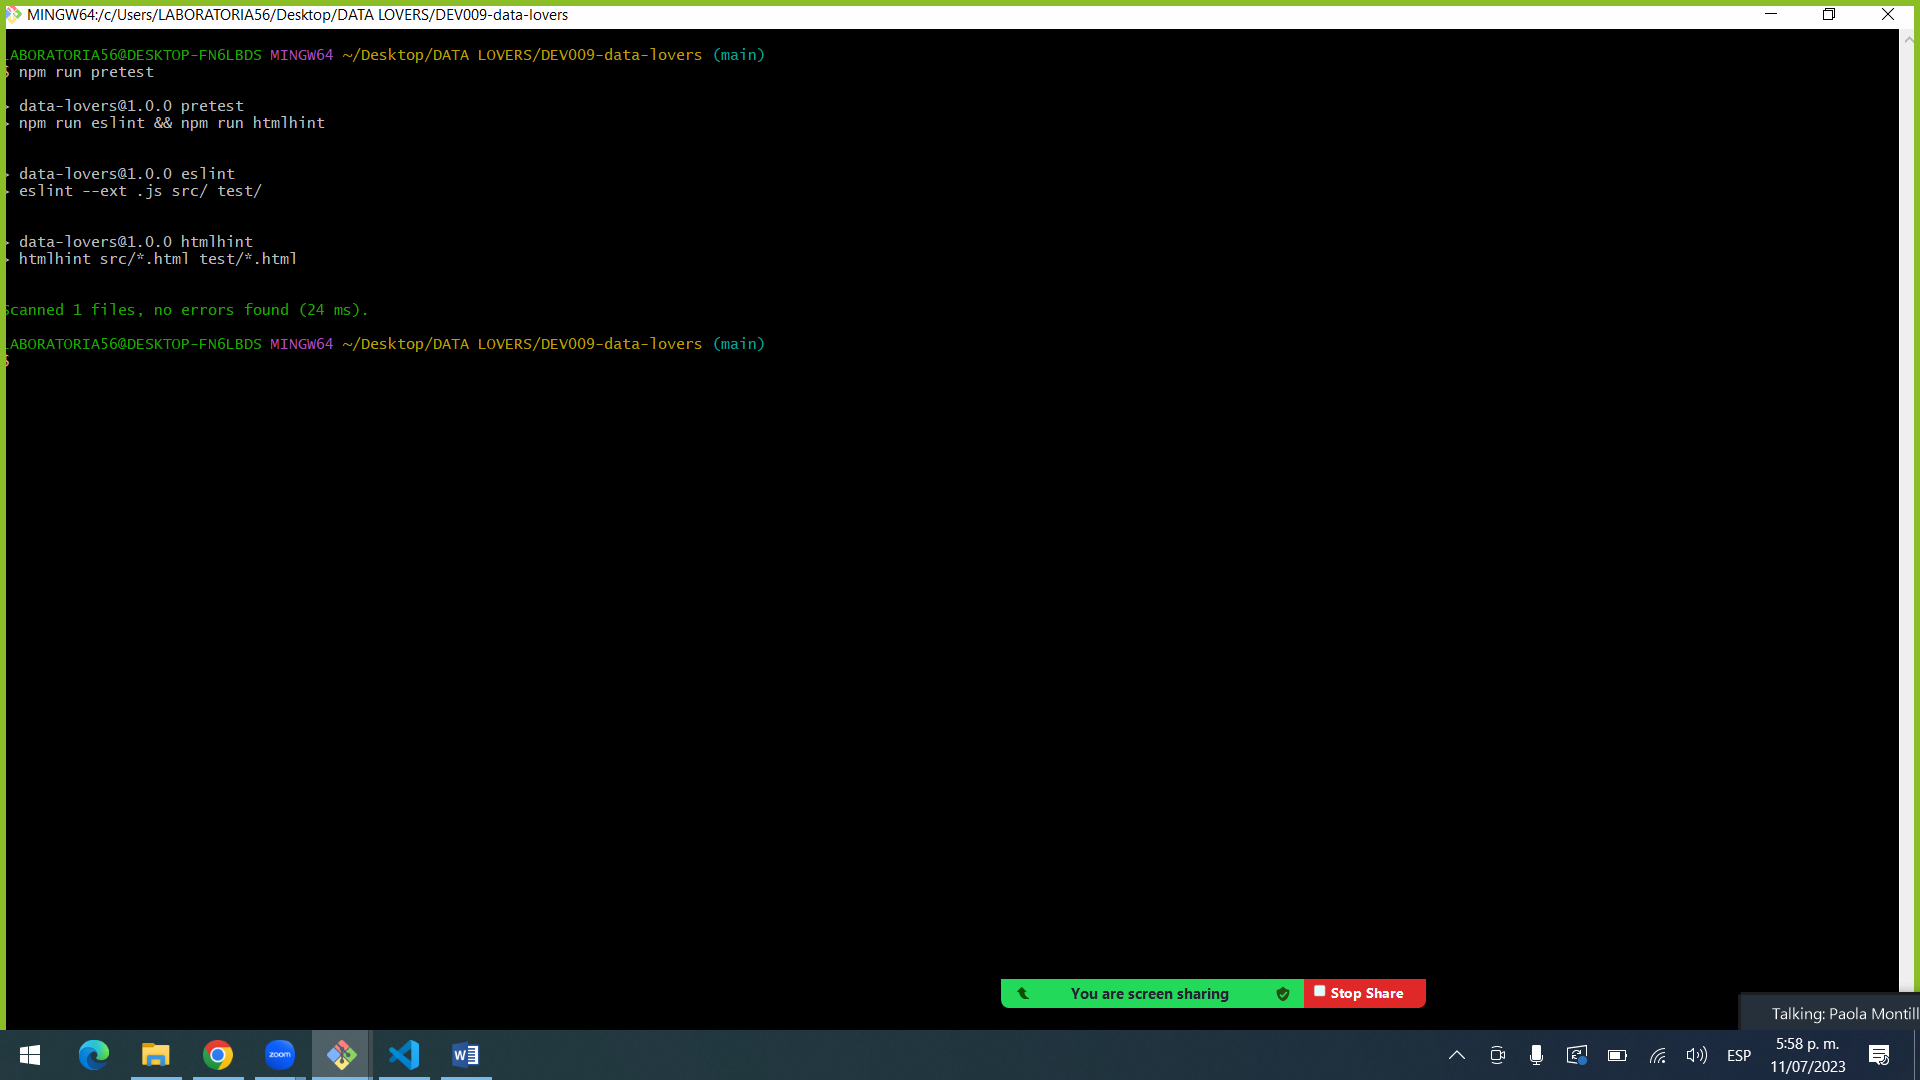 MINGW64:/c/Users/LABORATORIA56/Desktop/DATA LOVERS/DEV009-data-lovers
LABORATORIA56@DESKTOP-FN6LBDS MINGW64 ~/Desktop/DATA LOVERS/DEV009-data-lovers (main)
$ npm run pretest
> data-lovers@1.0.0 pretest
> npm run eslint && npm run htmlhint
> data-lovers@1.0.0 eslint
> eslint --ext .js src/ test/
> data-lovers@1.0.0 htmlhint
> htmlhint src/*.html test/*.html
Scanned 1 files, no errors found (24 ms).
LABORATORIA56@DESKTOP-FN6LBDS MINGW64 ~/Desktop/DATA LOVERS/DEV009-data-lovers (main)
$
You are screen sharing
Stop Share
Talking: Paola Montill
zoom
ESP
5:58 p. m.
11/07/2023